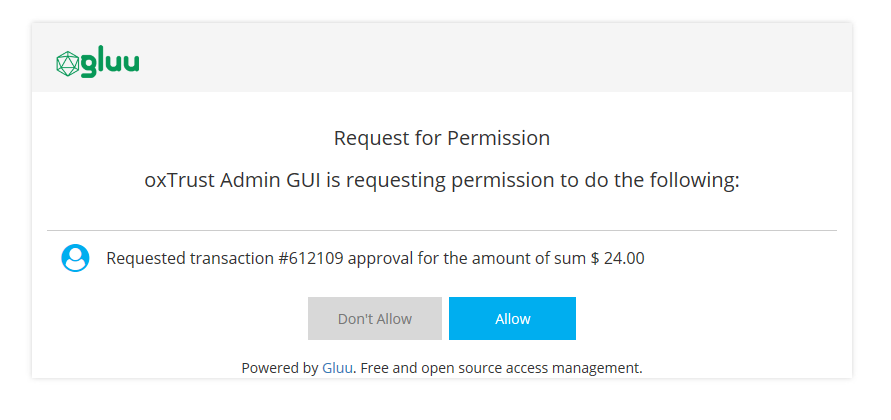 gluu
Request for Permission
oxTrust Admin GUI is requesting permission to do the following:
Requested transaction #612109 approval for the amount of sum $ 24.00
Don't Allow
Allow
Powered by Gluu. Free and open source access management.